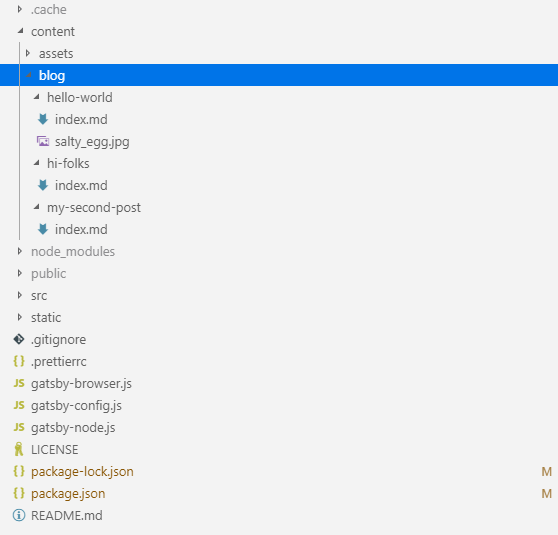 .cache
content
assets
blog
hello-world
index.md
salty_egg.jpg
hi-folks
index.md
my-second-post
index.md
node_modules
public
src
static
.gitignore
{ } .prettierrc
JS gatsby-browser.js
JS gatsby-config.js
JS gatsby-node.js
LICENSE
{ } package-lock.json M
{ } package.json M
README.md